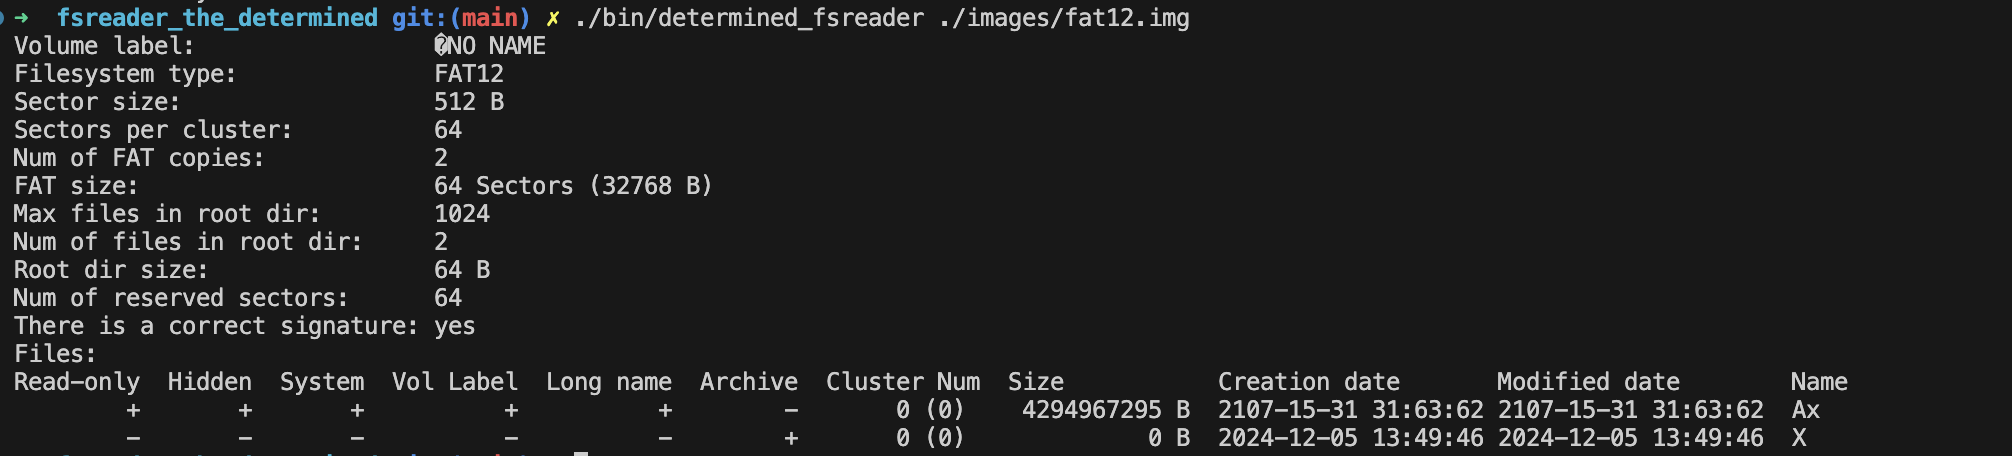 ➜ fsreader_the_determined git:(main) ✗ ./bin/determined_fsreader ./images/fat12.img
Volume label: �NO NAME
Filesystem type: FAT12
Sector size: 512 B
Sectors per cluster: 64
Num of FAT copies: 2
FAT size: 64 Sectors (32768 B)
Max files in root dir: 1024
Num of files in root dir: 2
Root dir size: 64 B
Num of reserved sectors: 64
There is a correct signature: yes
Files:
Read-only Hidden System Vol Label Long name Archive Cluster Num Size Creation date Modified date Name
+ + + + + - 0 (0) 4294967295 B 2107-15-31 31:63:62 2107-15-31 31:63:62 Ax
- - - - - + 0 (0) 0 B 2024-12-05 13:49:46 2024-12-05 13:49:46 X